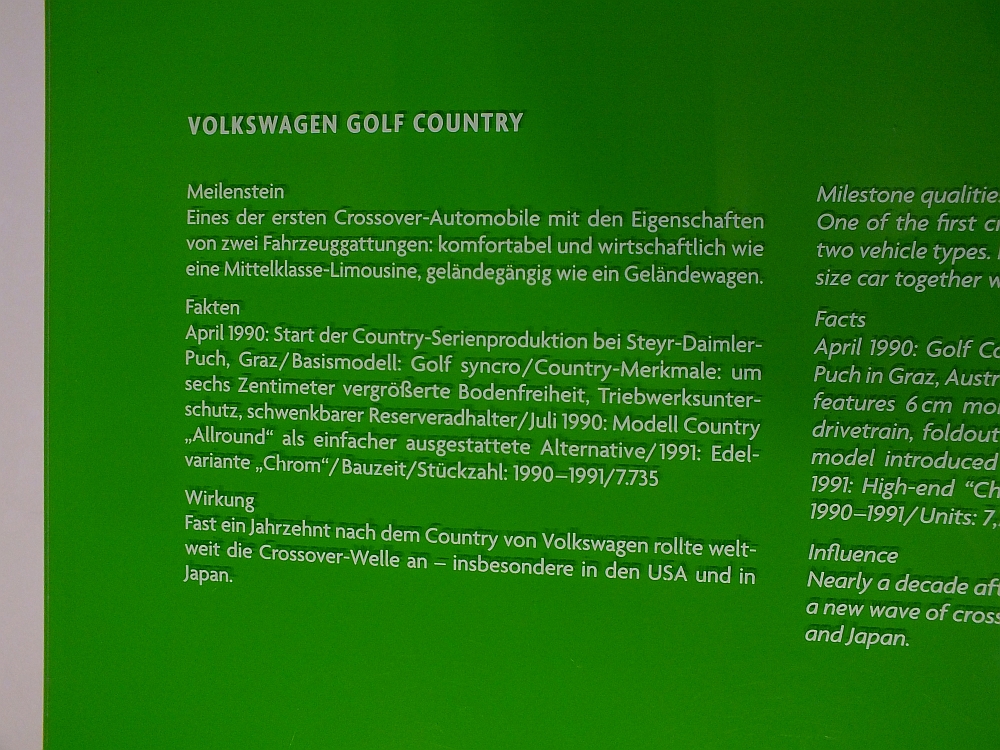 VOLKSWAGEN GOLF COUNTRY
Meilenstein
Eines der ersten Crossover-Automobile mit den Eigenschaften
von zwei Fahrzeuggattungen: komfortabel und wirtschaftlich wie
eine Mittelklasse-Limousine, geländegängig wie ein Geländewagen.
Fakten
April 1990: Start der Country-Serienproduktion bei Steyr-Daimler-
Puch, Graz/Basismodell: Golf syncro/Country-Merkmale: um
sechs Zentimeter vergrößerte Bodenfreiheit, Triebwerksunter-
schutz, schwenkbarer Reserveradhalter/Juli 1990: Modell Country
„Allround“ als einfacher ausgestattete Alternative/1991: Edel-
variante „Chrom“/Bauzeit/Stückzahl: 1990–1991/7.735
Wirkung
Fast ein Jahrzehnt nach dem Country von Volkswagen rollte welt-
weit die Crossover-Welle an – insbesondere in den USA und in
Japan.
Milestone
One of the first
two vehicle types.
size car together
Facts
April 1990: Golf
Puch in Graz,
features 6 cm
drivetrain, foldout
model introduced
1991: High-end
1990–1991/Units: 7,
Influence
Nearly a decade
a new wave of
and Japan.